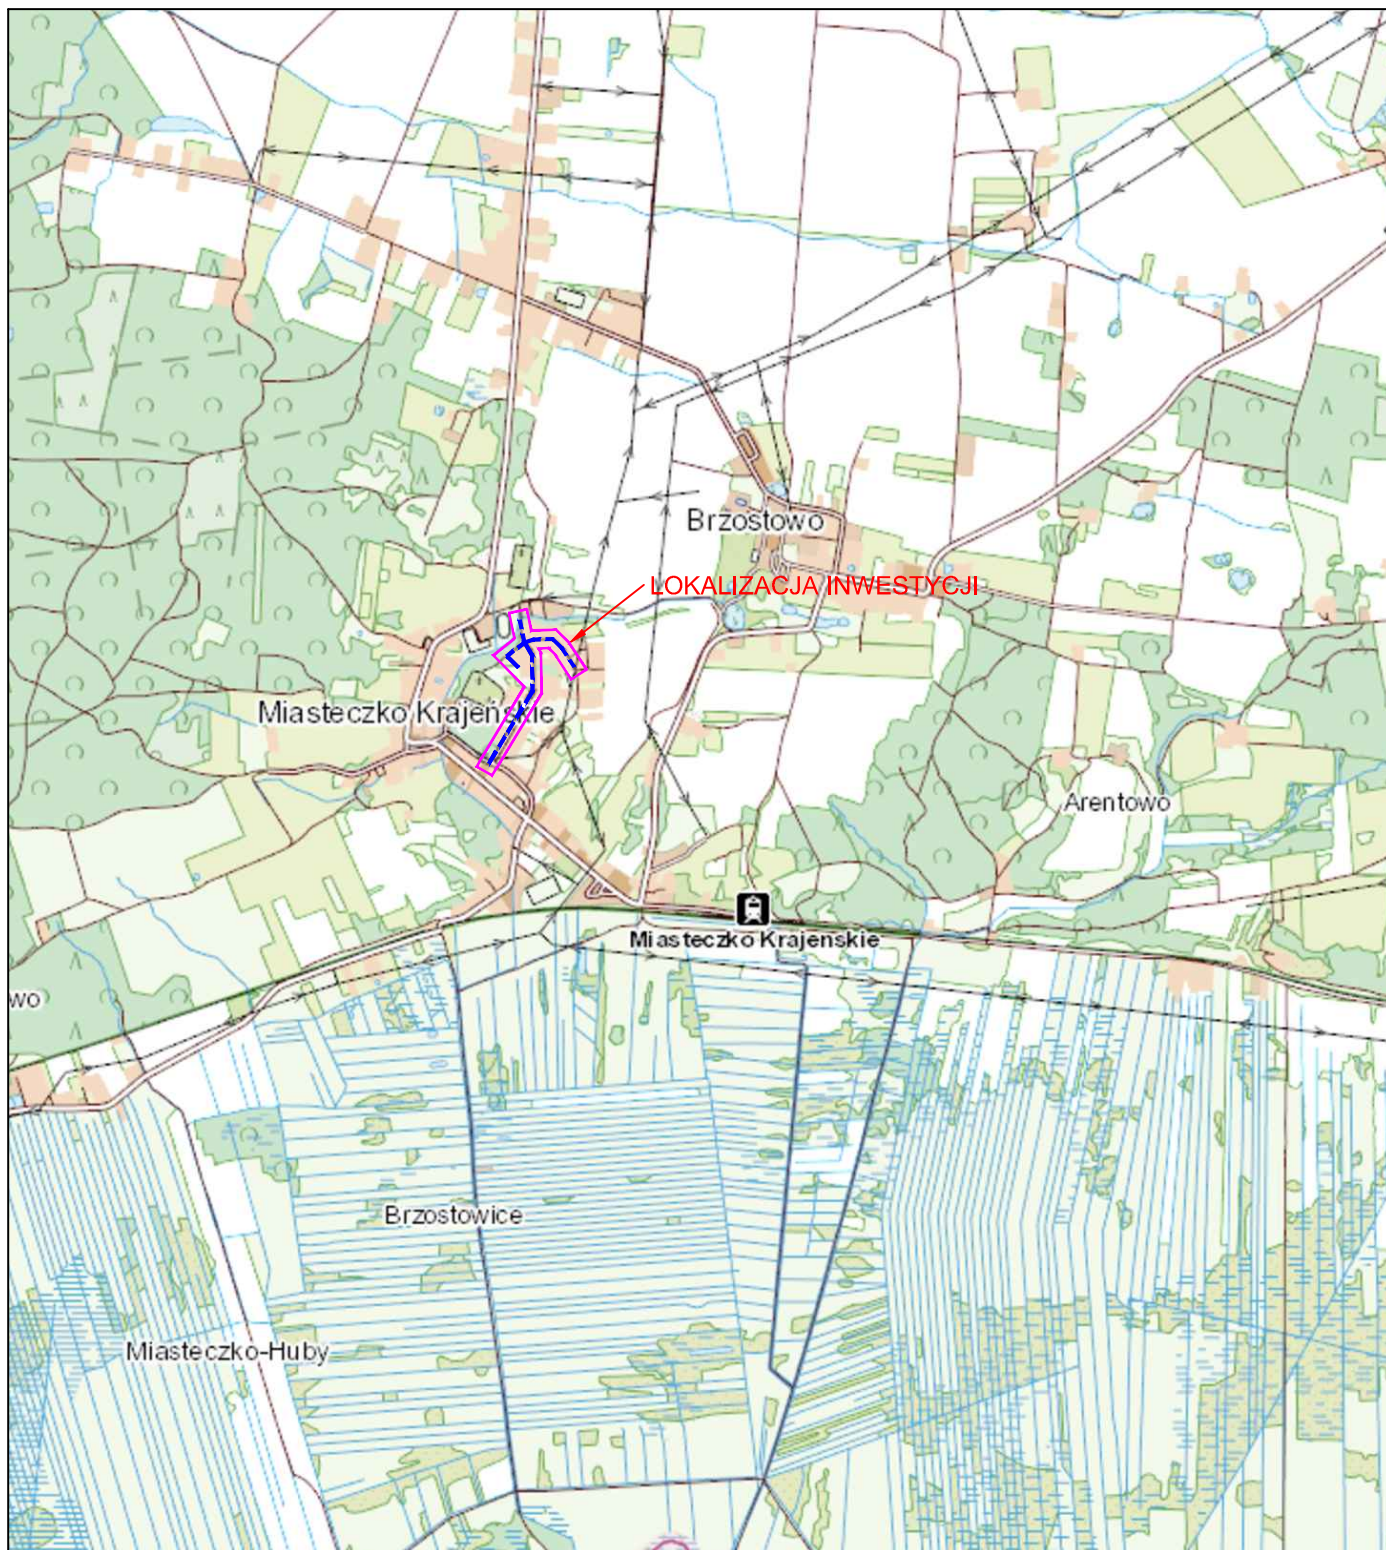 Brzostowo
LOKALIZACJA INWESTYCJI
Miasteczko Krajeńskie
Arentowo
Miasteczko Krajenskie
wo
Brzostowice
Miasteczko-Huby